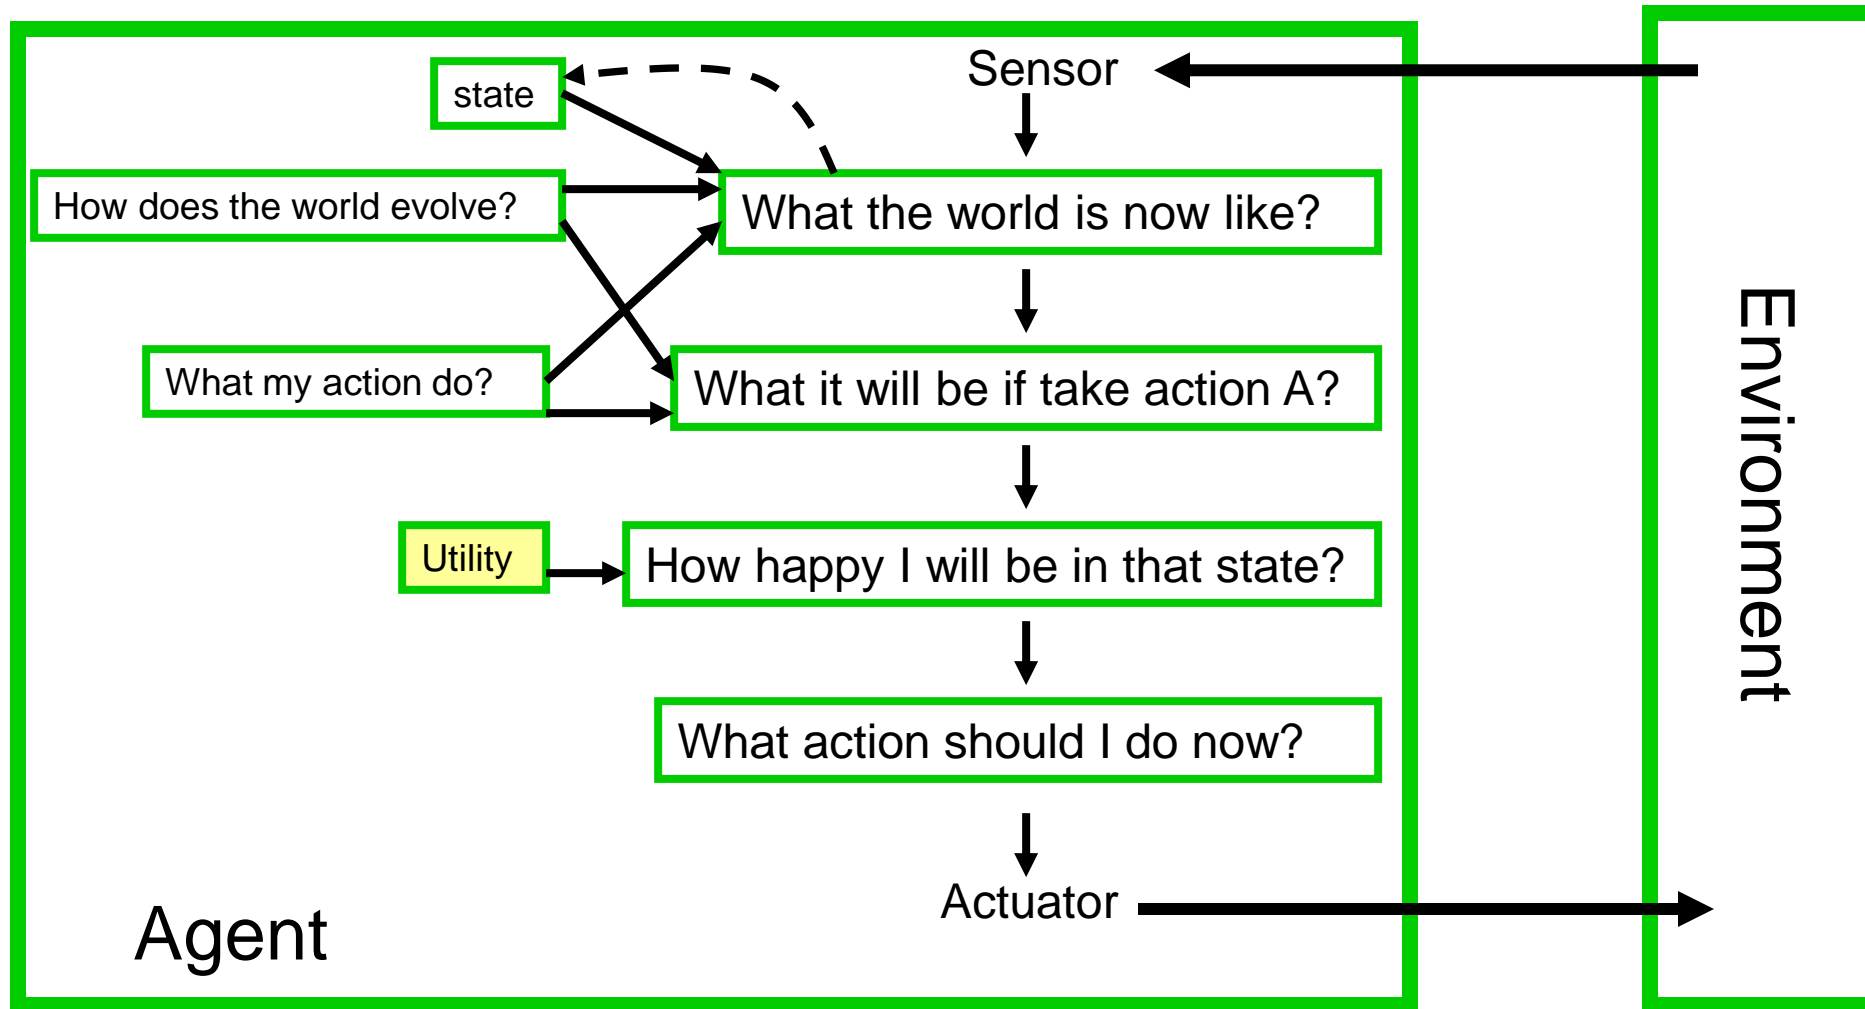 Sensor
state
How does the world evolve?
What the world is now like?
What my action do?
What it will be if take action A?
Utility
How happy I will be in that state?
What action should I do now?
Actuator
Agent
Environment